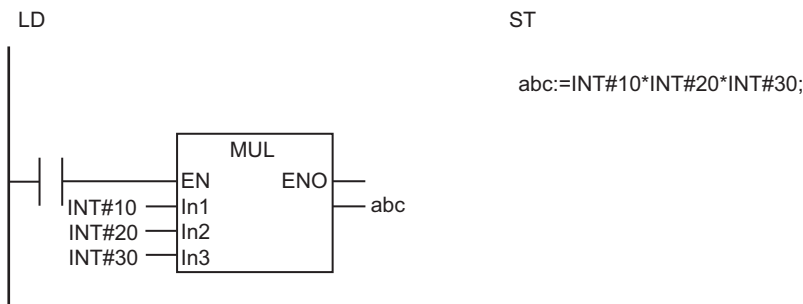 LD
ST
abc:=INT#10*INT#20*INT#30;
MUL
EN ENO
INT#10 In1 abc
INT#20 In2
INT#30 In3